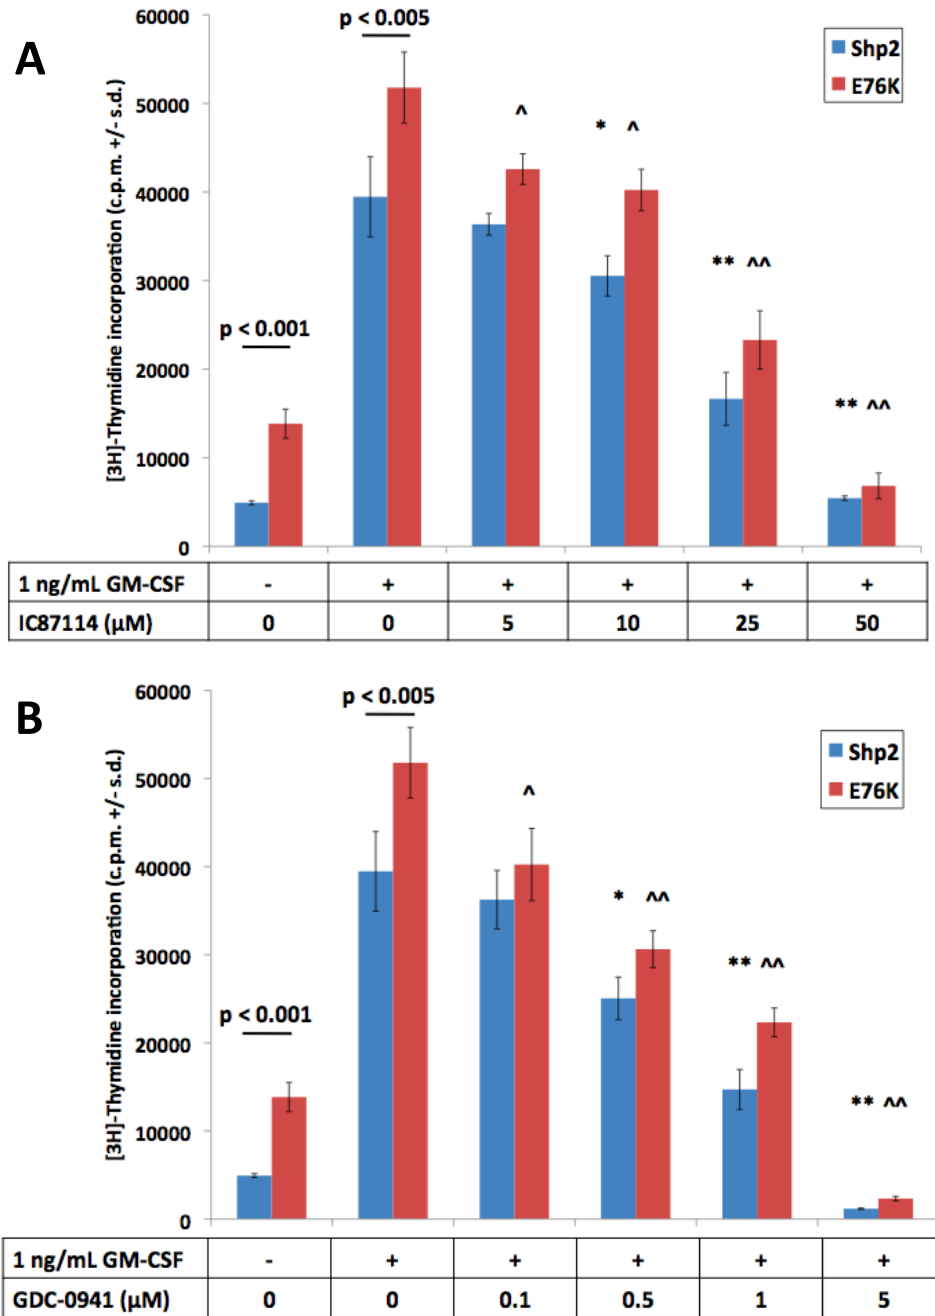 A
[3H]-Thymidine incorporation (c.p.m. +/- s.d.)
60000
50000
40000
30000
20000
10000
0
p < 0.001
p < 0.005
^
* ^
** ^^
** ^^
Shp2
E76K
1 ng/mL GM-CSF - + + + + +
IC87114 (µM) 0 0 5 10 25 50
B
[3H]-Thymidine incorporation (c.p.m. +/- s.d.)
60000
50000
40000
30000
20000
10000
0
p < 0.001
p < 0.005
^
* ^^
** ^^
** ^^
Shp2
E76K
1 ng/mL GM-CSF - + + + + +
GDC-0941 (µM) 0 0 0.1 0.5 1 5